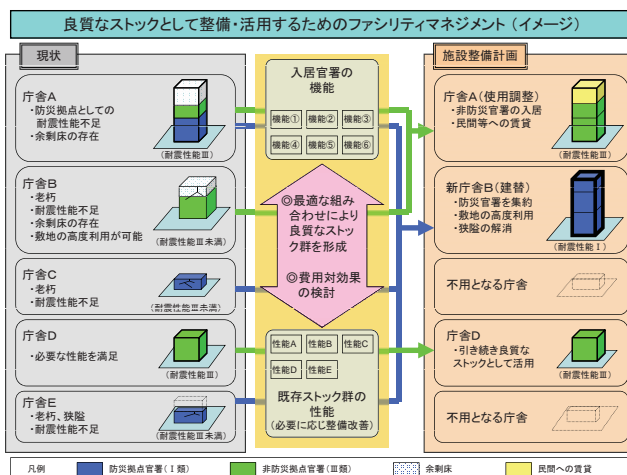 良質なストックとして整備・活用するためのファシリティマネジメント（イメージ）
現状
庁舎A
・防災拠点としての
耐震性能不足
・余剰床の存在
（耐震性能Ⅲ）
庁舎B
・老朽
・耐震性能不足
・余剰床の存在
・敷地の高度利用が可能
（耐震性能Ⅲ未満）
庁舎C
・老朽
・耐震性能不足
（耐震性能Ⅲ未満）
庁舎D
・必要な性能を満足
（耐震性能Ⅲ）
庁舎E
・老朽、狭隘
・耐震性能不足
（耐震性能Ⅲ未満）
入居官署の
機能
機能① 機能② 機能③
機能④ 機能⑤ 機能⑥
◎最適な組み
合わせにより
良質なストッ
ク群を形成
◎費用対効果
の検討
性能A 性能B 性能C
性能D 性能E
既存ストック群の
性能
（必要に応じ整備改善）
施設整備計画
庁舎A（使用調整）
・非防災官署の入居
・民間等への賃貸
（耐震性能Ⅲ）
新庁舎B（建替）
・防災官署を集約
・敷地の高度利用
・狭隘の解消
（耐震性能Ⅰ）
不用となる庁舎
庁舎D
・引き続き良質な
ストックとして活用
（耐震性能Ⅲ）
不用となる庁舎
凡例 防災拠点官署（Ⅰ類） 非防災拠点官署（Ⅲ類） 余剰床 民間への賃貸